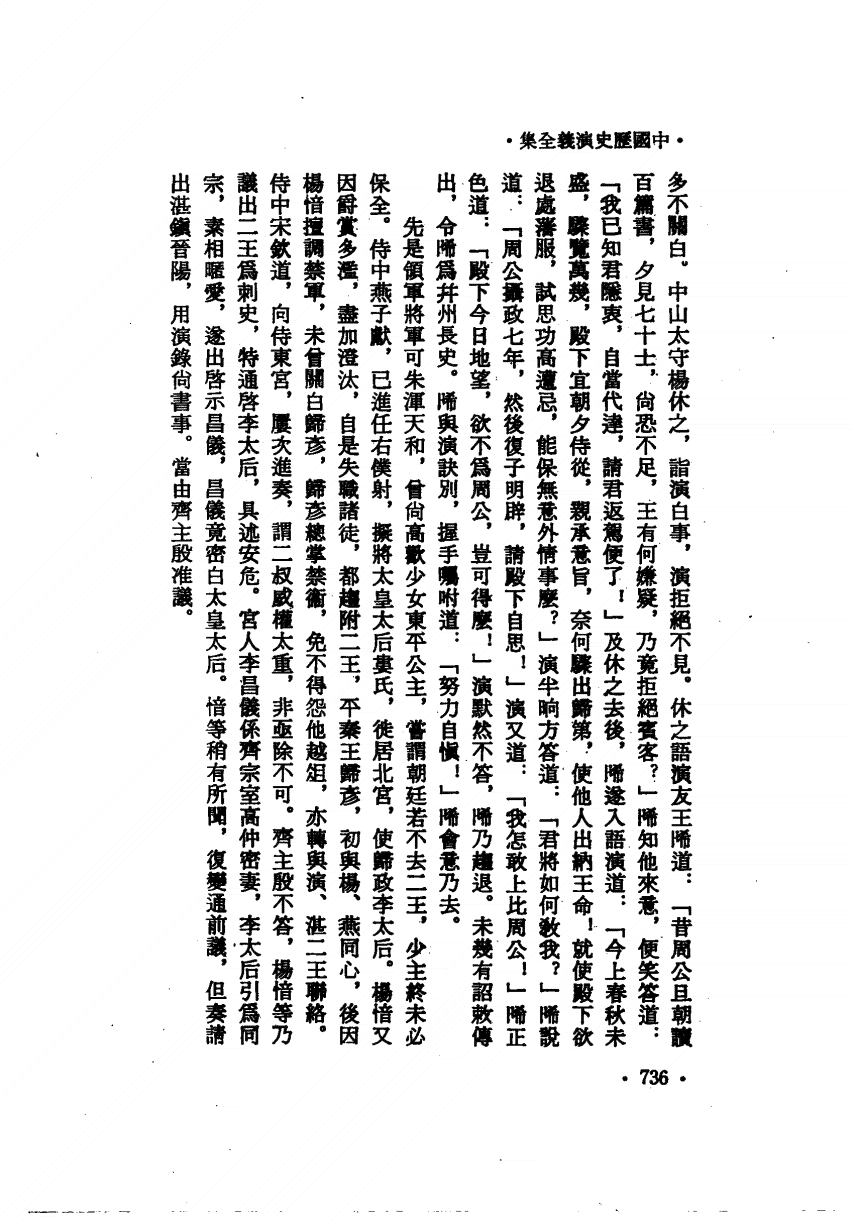 ·中國歷史演義全集·
多不關白。中山太守楊休之，詣演白事，演拒絕不見。休之語演友王晞道：「昔周公旦朝讀
百篇書，夕見七十士，尙恐不足，王有何嫌疑，乃竟拒絕賓客？」晞知他來意，便笑答道：
「我已知君隱衷，自當代達，請君返駕便了！」及休之去後，晞遂入語演道：「今上春秋未
盛，驟覽萬幾，殿下宜朝夕侍從，親承意旨，奈何驟出歸第，使他人出納王命！就使殿下欲
退處藩服，試思功高遭忌，能保無意外情事麼？」演半晌方答道：「君將如何教我？」晞說
道：「周公攝政七年，然後復子明辟，請殿下自思！」演又道：「我怎敢上比周公！」晞正
色道：「殿下今日地望，欲不爲周公，豈可得麼！」演默然不答，晞乃趨退。未幾有詔敕傳
出，令晞爲幷州長史。晞與演訣別，握手囑咐道：「努力自愼！」晞會意乃去。
先是領軍將軍可朱渾天和，曾尙高歡少女東平公主，嘗謂朝廷若不去二王，少主終未必
保全。侍中燕子獻，已進任右僕射，擬將太皇太后婁氏，徙居北宮，使歸政李太后。楊愔又
因爵賞多濫，盡加澄汰，自是失職諸徒，都趨附二王，平秦王歸彥，初與楊、燕同心，後因
楊愔擅調禁軍，未曾關白歸彥，歸彥總掌禁衞，免不得怨他越俎，亦轉與演、湛二王聯絡。
侍中宋欽道，向侍東宮，屢次進奏，謂二叔威權太重，非亟除不可。齊主殷不答，楊愔等乃
議出二王爲刺史，特通啓李太后，具述安危。宮人李昌儀係齊宗室高仲密妻，李太后引爲同
宗，素相暱愛，遂出啓示昌儀，昌儀竟密白太皇太后。愔等稍有所聞，復變通前議，但奏請
出湛鎭晉陽，用演錄尙書事。當由齊主殷准議。
·736·